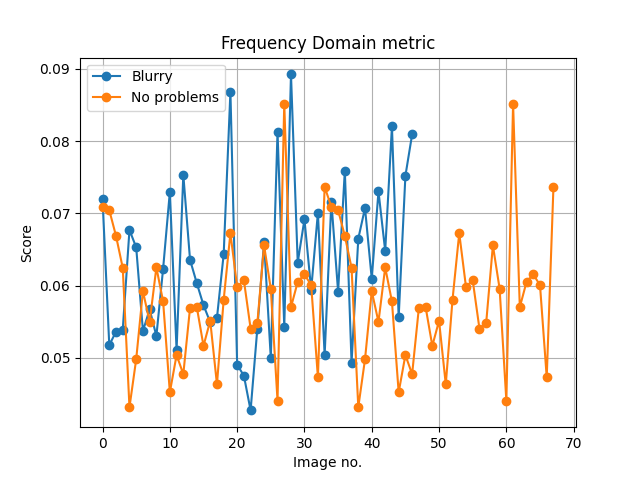 Frequency Domain metric
Blurry
No problems
Score
0.09
0.08
0.07
0.06
0.05
0 10 20 30 40 50 60 70
Image no.